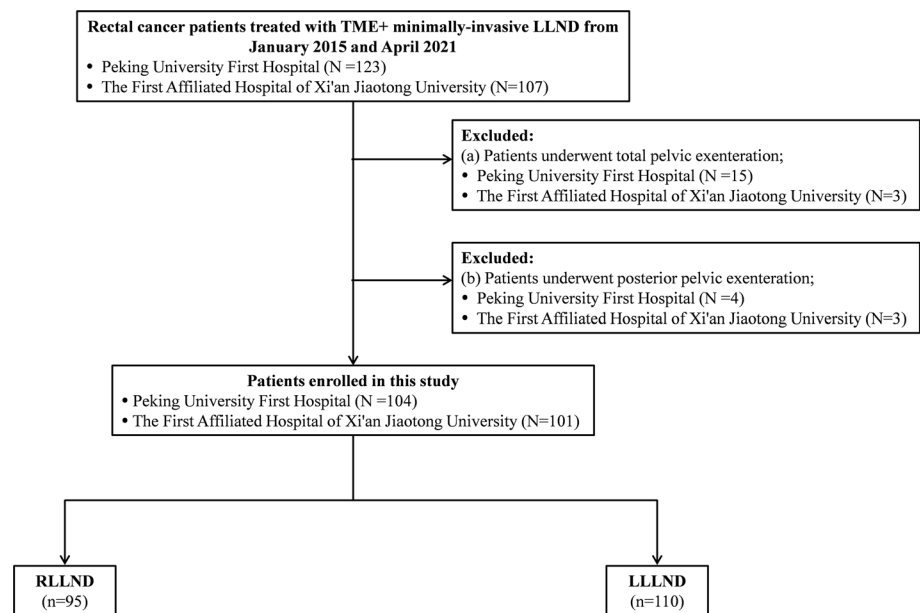 Rectal cancer patients treated with TME+ minimally-invasive LLND from
January 2015 and April 2021
• Peking University First Hospital (N =123)
• The First Affiliated Hospital of Xi'an Jiaotong University (N=107)
Excluded:
(a) Patients underwent total pelvic exenteration;
• Peking University First Hospital (N =15)
• The First Affiliated Hospital of Xi'an Jiaotong University (N=3)
Excluded:
(b) Patients underwent posterior pelvic exenteration;
• Peking University First Hospital (N =4)
• The First Affiliated Hospital of Xi'an Jiaotong University (N=3)
Patients enrolled in this study
• Peking University First Hospital (N =104)
• The First Affiliated Hospital of Xi'an Jiaotong University (N=101)
RLLND
(n=95)
LLLND
(n=110)